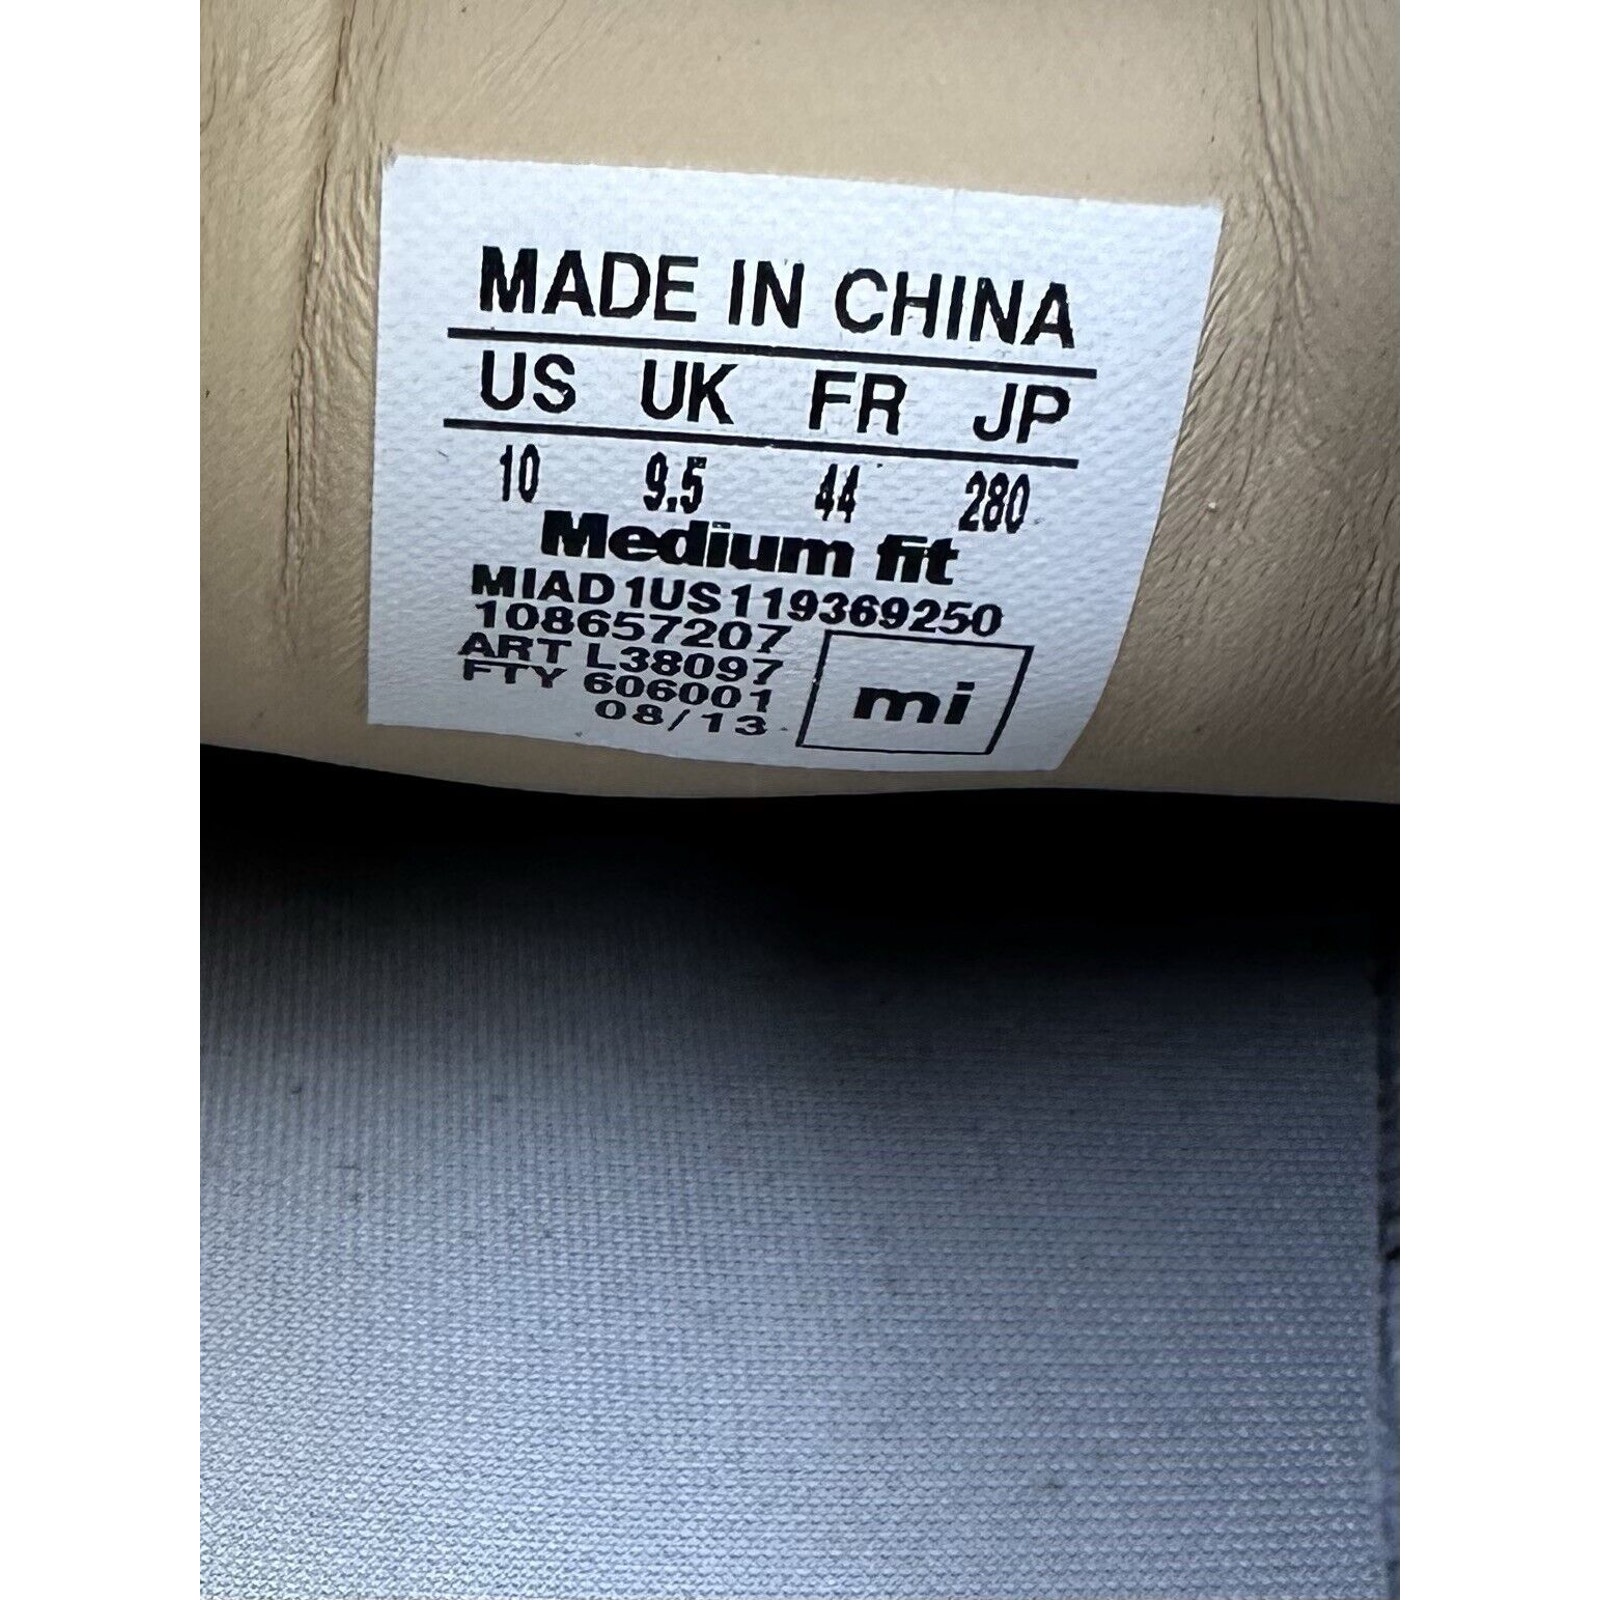 MADE IN CHINA
US UK FR JP
10 9.5 44 280
Medium fit
MIAD1US119369250
108657207
ART L38097
FTY 606001
08/13
mi